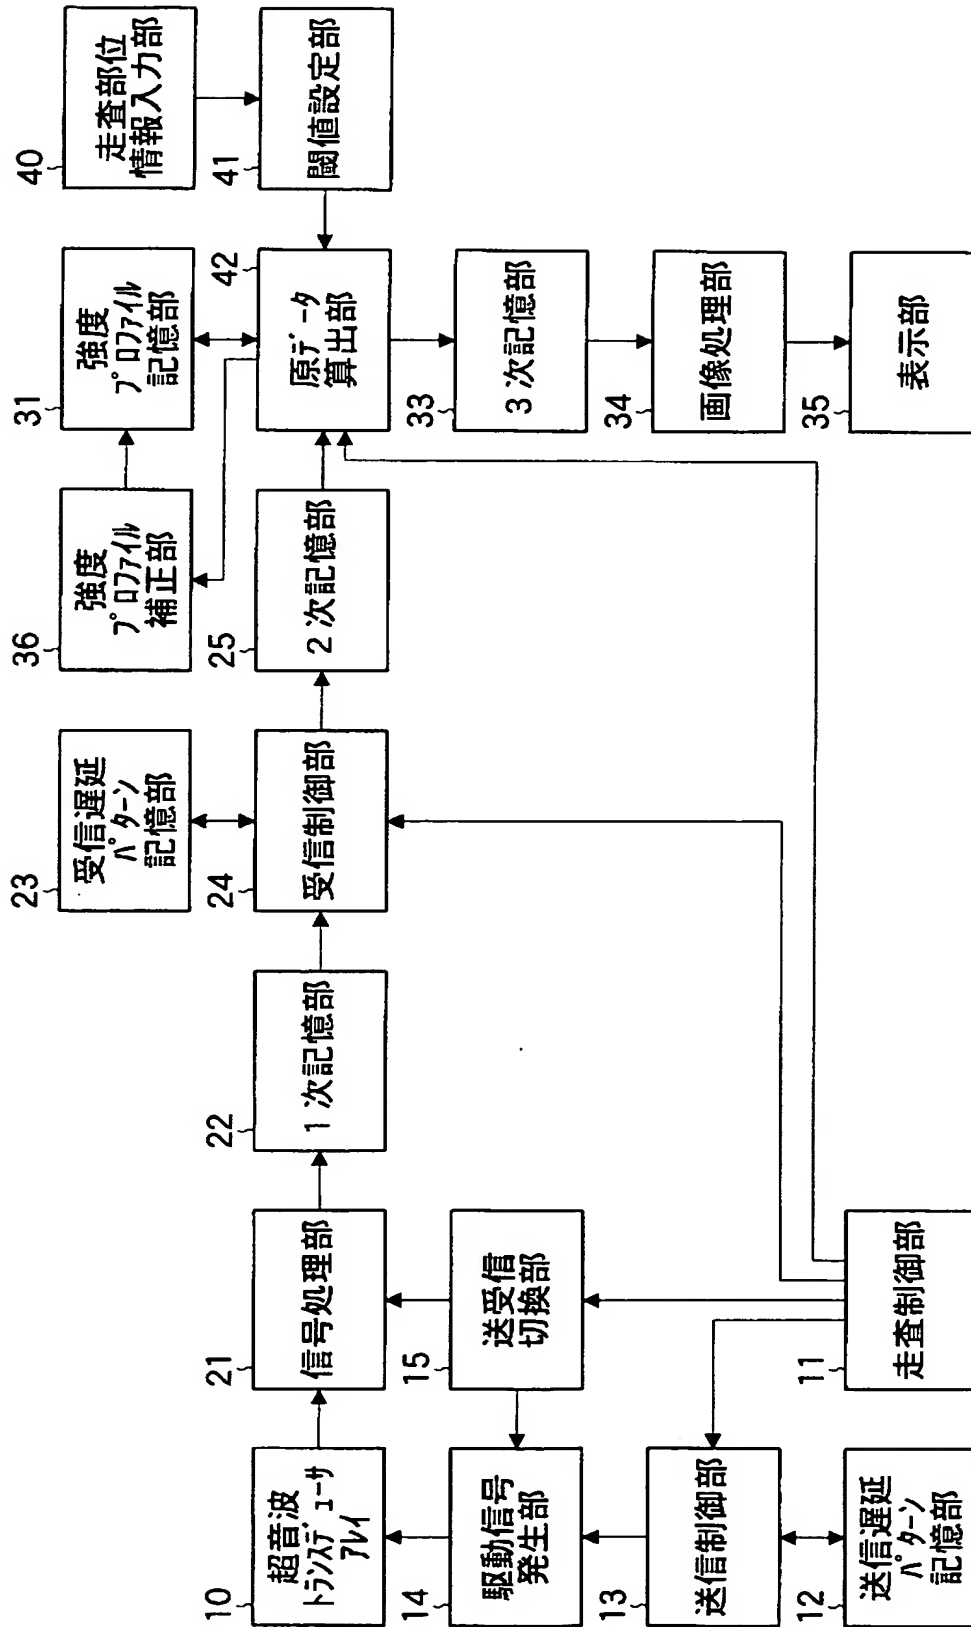 10
超音波
トランスデューサ
アレイ
21
信号処理部
22
1次記憶部
23
受信遅延
パターン
記憶部
24
受信制御部
25
2次記憶部
36
強度
プロファイル
補正部
31
強度
プロファイル
記憶部
42
原データ
算出部
40
走査部位
情報入力部
41
閾値設定部
14
駆動信号
発生部
15
送受信
切換部
33
3次記憶部
13
送信制御部
34
画像処理部
12
送信遅延
パターン
記憶部
11
走査制御部
35
表示部